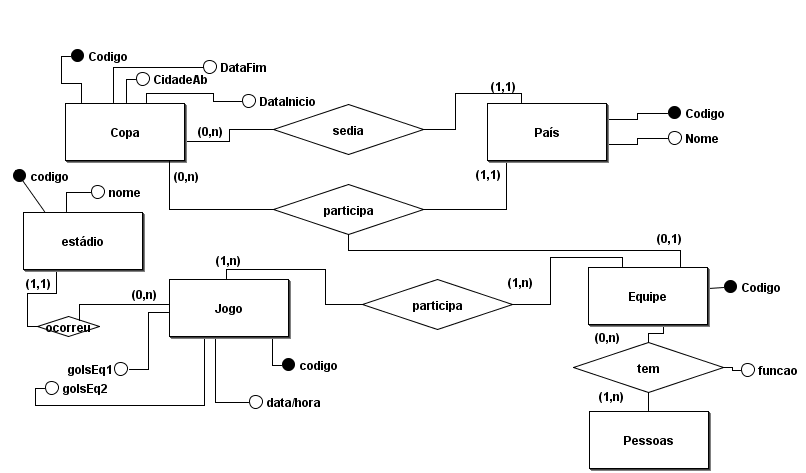 Codigo
DataFim
CidadeAb
DataInicio
(1,1)
Codigo
Copa
(0,n)
sedia
País
Nome
(0,n)
(1,1)
codigo
nome
participa
estádio
(0,1)
(1,1)
(1,n)
(1,n)
(0,n)
Codigo
Jogo
participa
Equipe
ocorreu
(0,n)
golsEq1
codigo
tem
funcao
golsEq2
data/hora
(1,n)
Pessoas